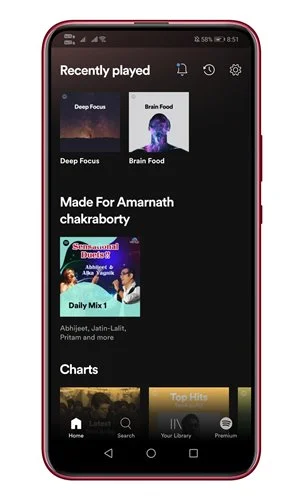 58% 8:51
Recently played
Deep Focus
Brain Food
Deep Focus
Brain Food
Made For Amarnath
chakraborty
Sensational
Duets!!
Abhijeet &
Alka Yagnik
Daily Mix 1
Abhijeet, Jatin-Lalit,
Pritam and more
Charts
Latest
Top Hits
Home
Search
Your Library
Premium